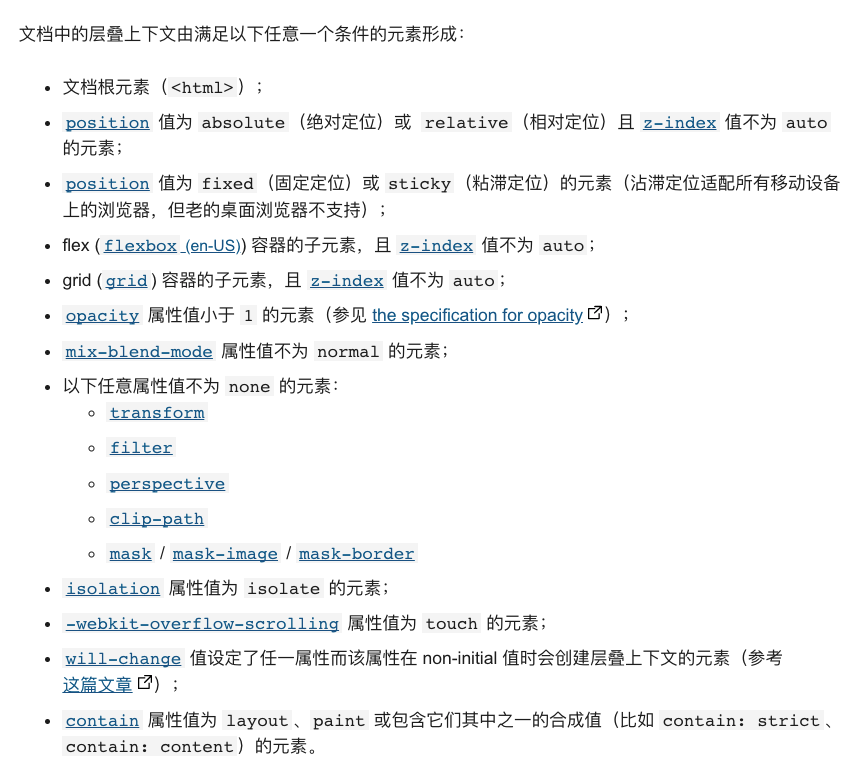 文档中的层叠上下文由满足以下任意一个条件的元素形成：
文档根元素（<html>）；
position 值为 absolute（绝对定位）或 relative（相对定位）且 z-index 值不为 auto
的元素；
position 值为 fixed（固定定位）或 sticky（粘滞定位）的元素（沾滞定位适配所有移动设备
上的浏览器，但老的桌面浏览器不支持）；
flex (flexbox (en-US)) 容器的子元素，且 z-index 值不为 auto；
grid (grid) 容器的子元素，且 z-index 值不为 auto；
opacity 属性值小于 1 的元素（参见 the specification for opacity）；
mix-blend-mode 属性值不为 normal 的元素；
以下任意属性值不为 none 的元素：
transform
filter
perspective
clip-path
mask / mask-image / mask-border
isolation 属性值为 isolate 的元素；
-webkit-overflow-scrolling 属性值为 touch 的元素；
will-change 值设定了任一属性而该属性在 non-initial 值时会创建层叠上下文的元素（参考
这篇文章）；
contain 属性值为 layout、paint 或包含它们其中之一的合成值（比如 contain: strict、
contain: content）的元素。